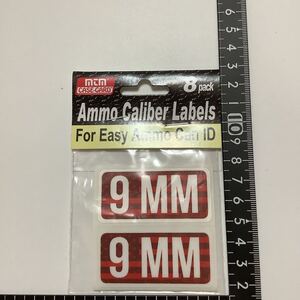 mtm
CASE-GARD
8 pack
Ammo Caliber Labels
For Easy Ammo Can ID
9 MM
9 MM